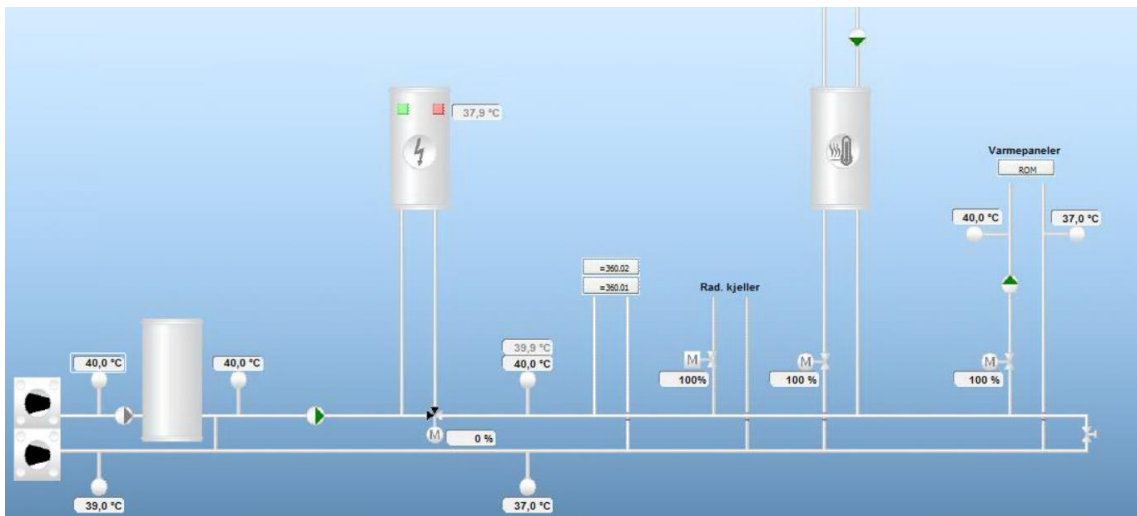 37,9 °C
Varmepaneler
ROM
40,0 °C
37,0 °C
=360.02
=360.01
Rad. kjeller
39,9 °C
40,0 °C
40,0 °C
40,0 °C
M
100%
M
100 %
M
100 %
M
0 %
39,0 °C
37,0 °C